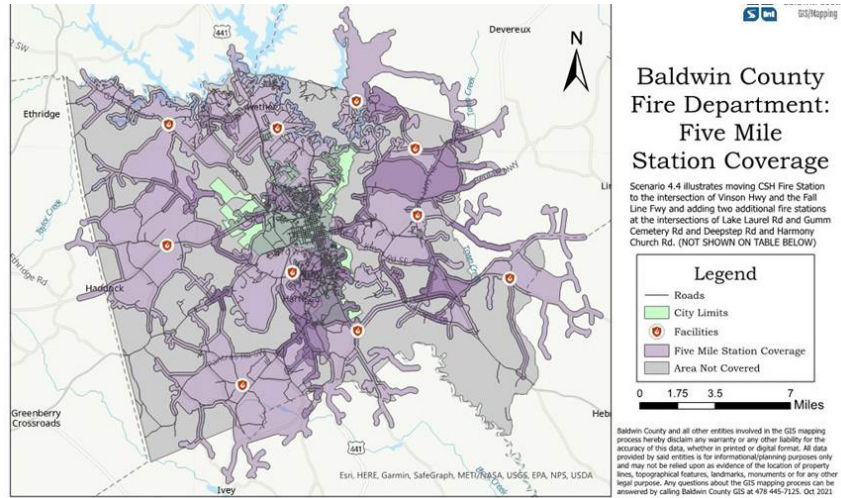 GIS/Mapping
Baldwin County
Fire Department:
Five Mile
Station Coverage
Scenario 4.4 illustrates moving CSH Fire Station
to the intersection of Vinson Hwy and the Fall
Line Fwy and adding two additional fire stations
at the intersections of Lake Laurel Rd and Gumm
Cemetery Rd and Deepstep Rd and Harmony
Church Rd. (NOT SHOWN ON TABLE BELOW)
Legend
Roads
City Limits
Facilities
Five Mile Station Coverage
Area Not Covered
0 1.75 3.5 7
Miles
Baldwin County and all other entities involved in the GIS mapping
process hereby disclaim any warranty or any other liability for the
accuracy of this data, whether in printed or digital format. All data
provided by said entities is for informational/planning purposes only
and may not be relied upon as evidence of the location of property
lines, topographical features, landmarks, monuments or for any other
legal purpose. Any questions about the GIS mapping process can be
answered by calling Baldwin County GIS at 478 445-7125. Oct 2021
N
441
Devereux
Ethridge
Ethridge Rd
Haddock
Greenberry
Crossroads
441
Ivey
Esri, HERE, Garmin, SafeGraph, METI/NASA, USGS, EPA, NPS, USDA